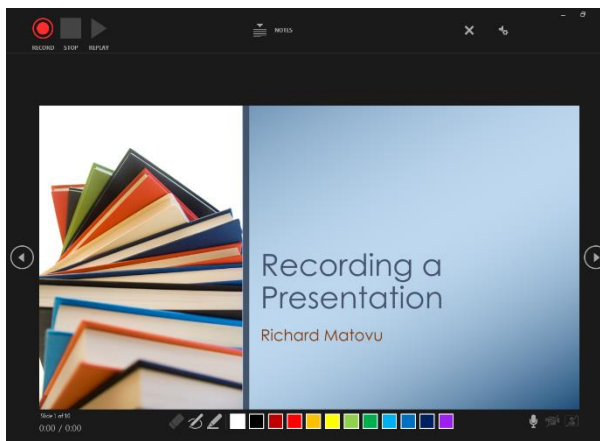 RECORD STOP REPLAY
NOTES
Recording a
Presentation
Richard Matovu
Slide 1 of 10
0:00 / 0:00